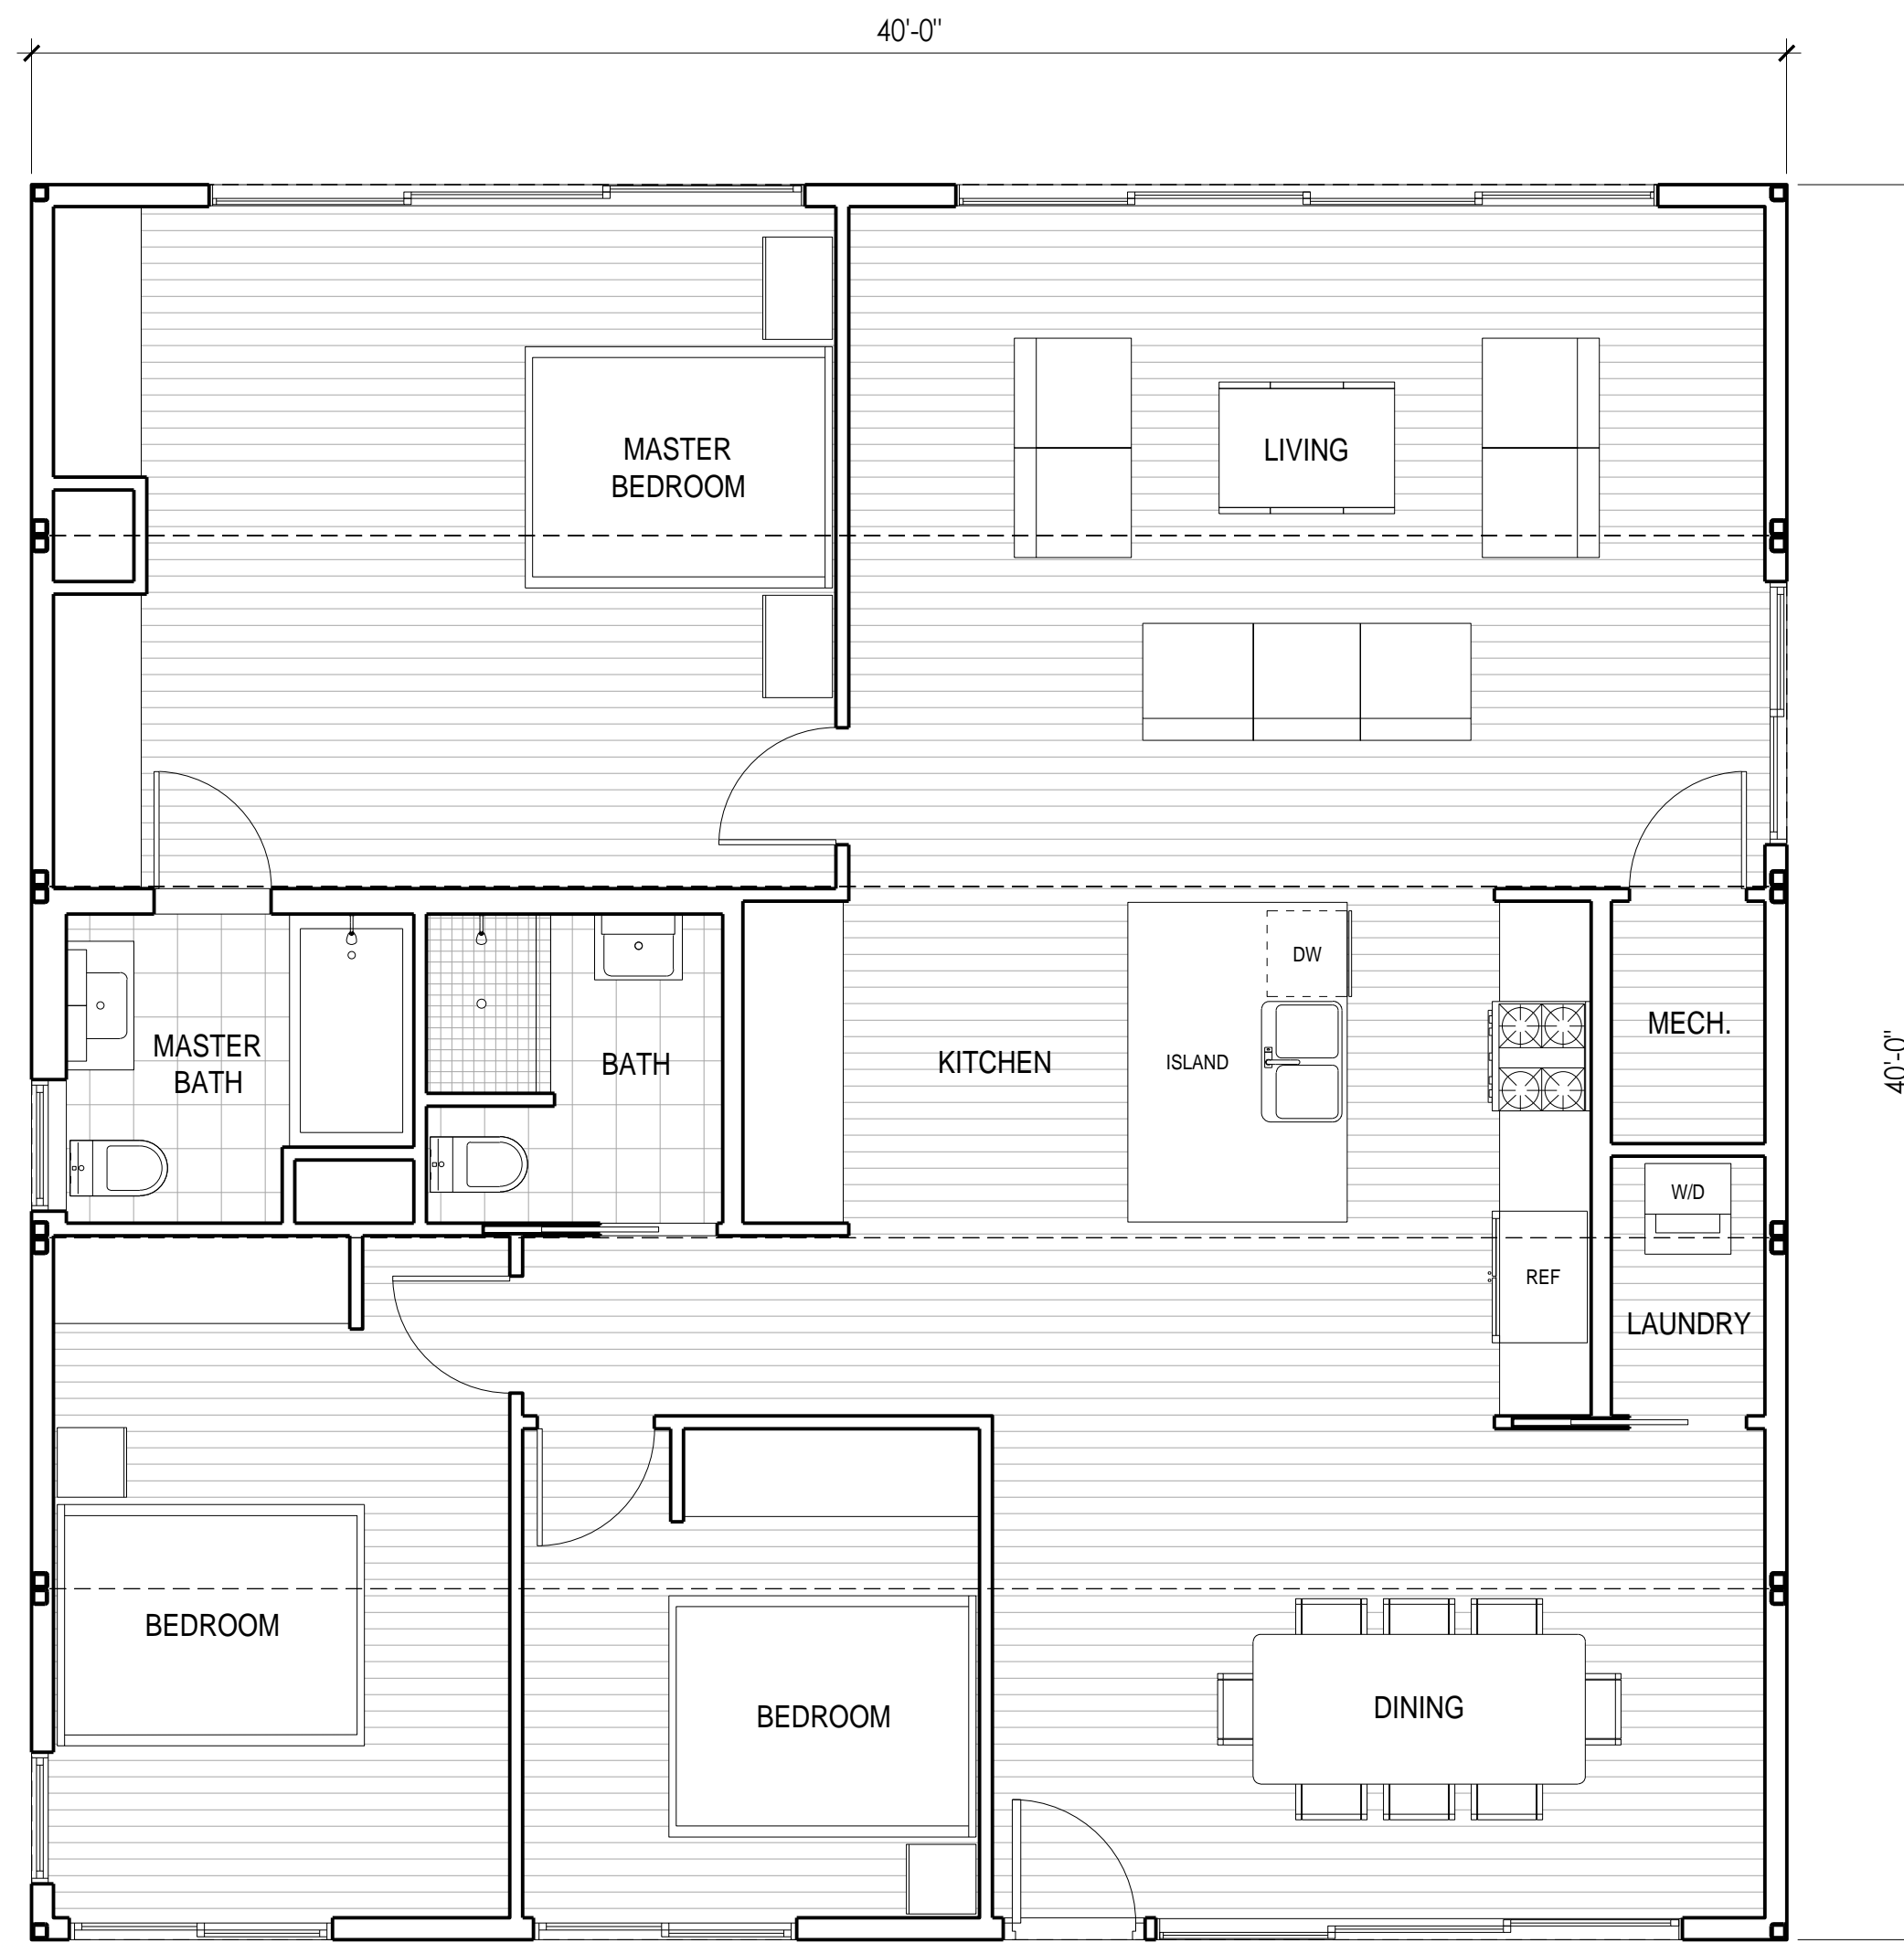 40'-0"
MASTER
BEDROOM
LIVING
DW
MECH.
MASTER
BATH
BATH
KITCHEN
ISLAND
40'-0"
W/D
REF
LAUNDRY
BEDROOM
BEDROOM
DINING